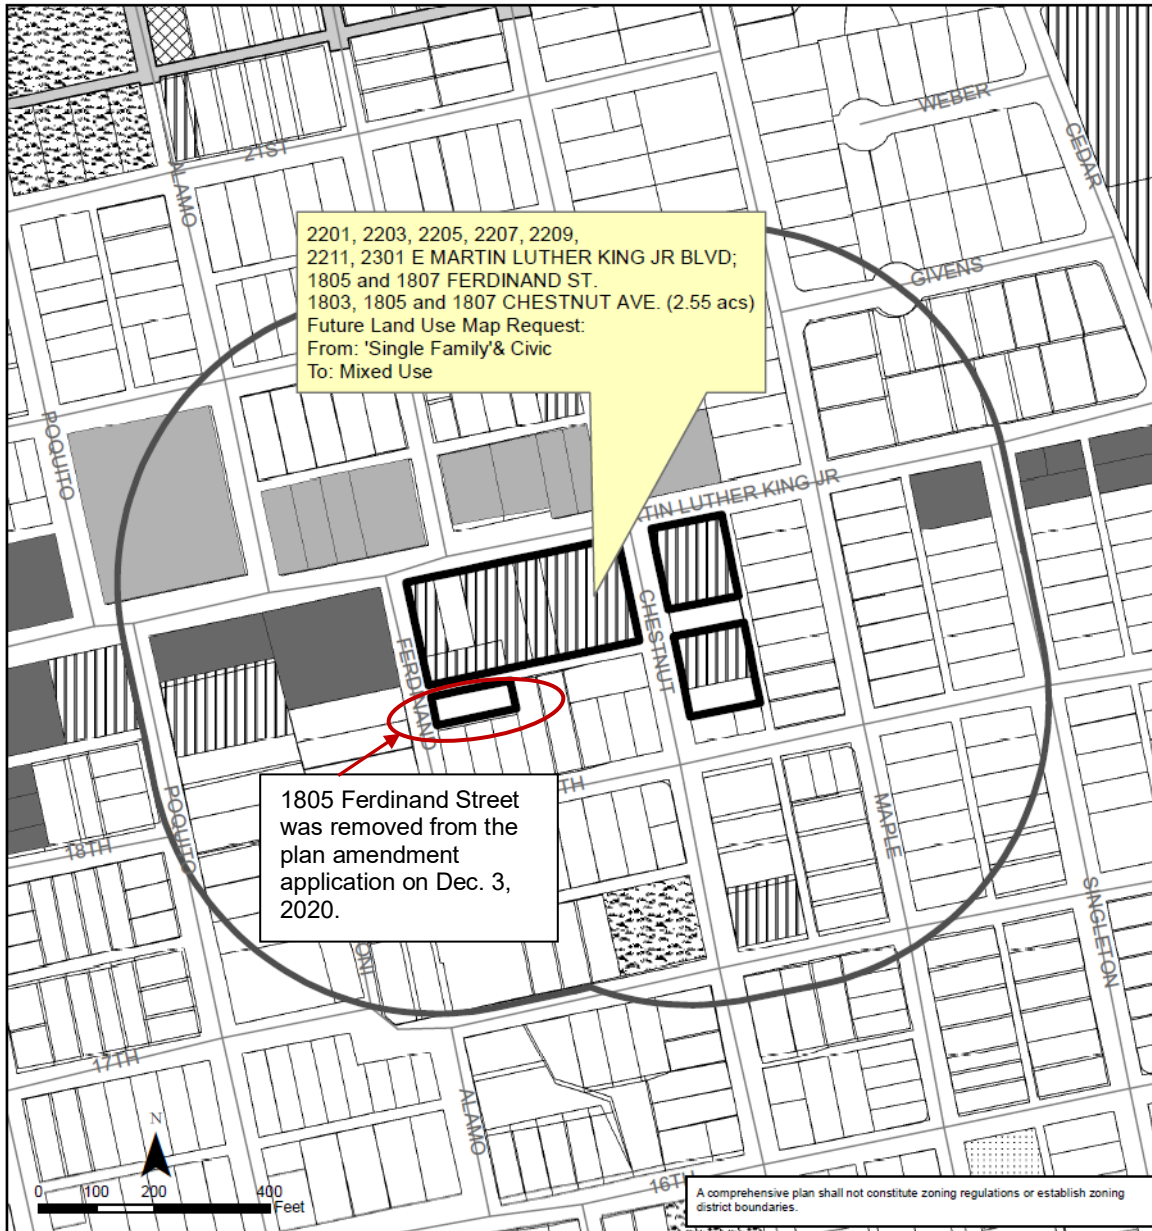 WEBER
CEDAR
21ST
ALAMO
2201, 2203, 2205, 2207, 2209,
2211, 2301 E MARTIN LUTHER KING JR BLVD;
1805 and 1807 FERDINAND ST.
1803, 1805 and 1807 CHESTNUT AVE. (2.55 acs)
Future Land Use Map Request:
From: 'Single Family'& Civic
To: Mixed Use
GIVENS
POQUITO
TIN LUTHER KING JR
CHESTNUT
FERDINAND
TH
1805 Ferdinand Street
was removed from the
plan amendment
application on Dec. 3,
2020.
POQUITO
MAPLE
18TH
SINGLETON
ONI
17TH
ALAMO
N
16TH
0 100 200 400
Feet
A comprehensive plan shall not constitute zoning regulations or establish zoning
district boundaries.